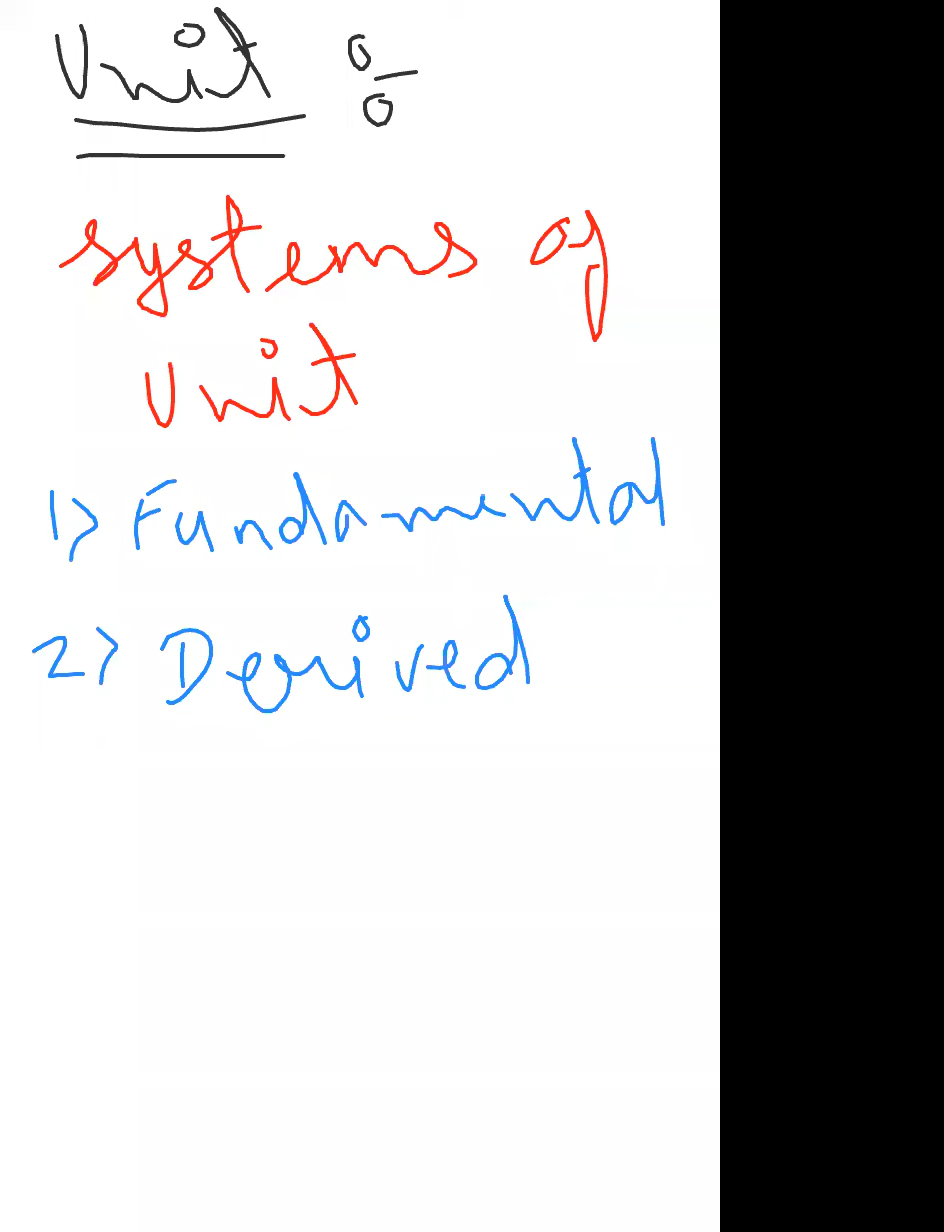 Unit :-
systems of
Unit
1) Fundamental
2) Derived